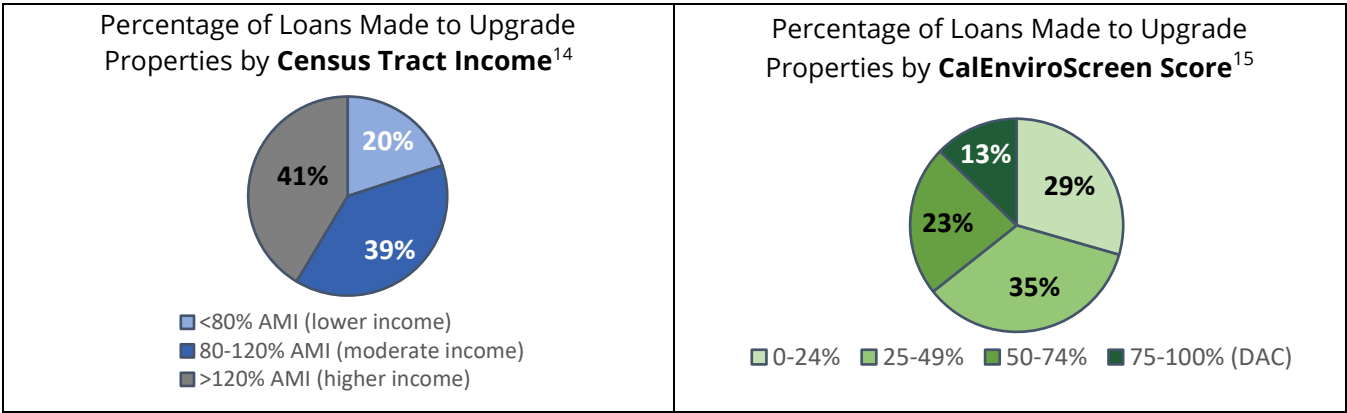 Percentage of Loans Made to Upgrade
Properties by Census Tract Income14
20%
41%
39%
<80% AMI (lower income)
80-120% AMI (moderate income)
>120% AMI (higher income)
Percentage of Loans Made to Upgrade
Properties by CalEnviroScreen Score15
13%
29%
23%
35%
0-24% 25-49% 50-74% 75-100% (DAC)